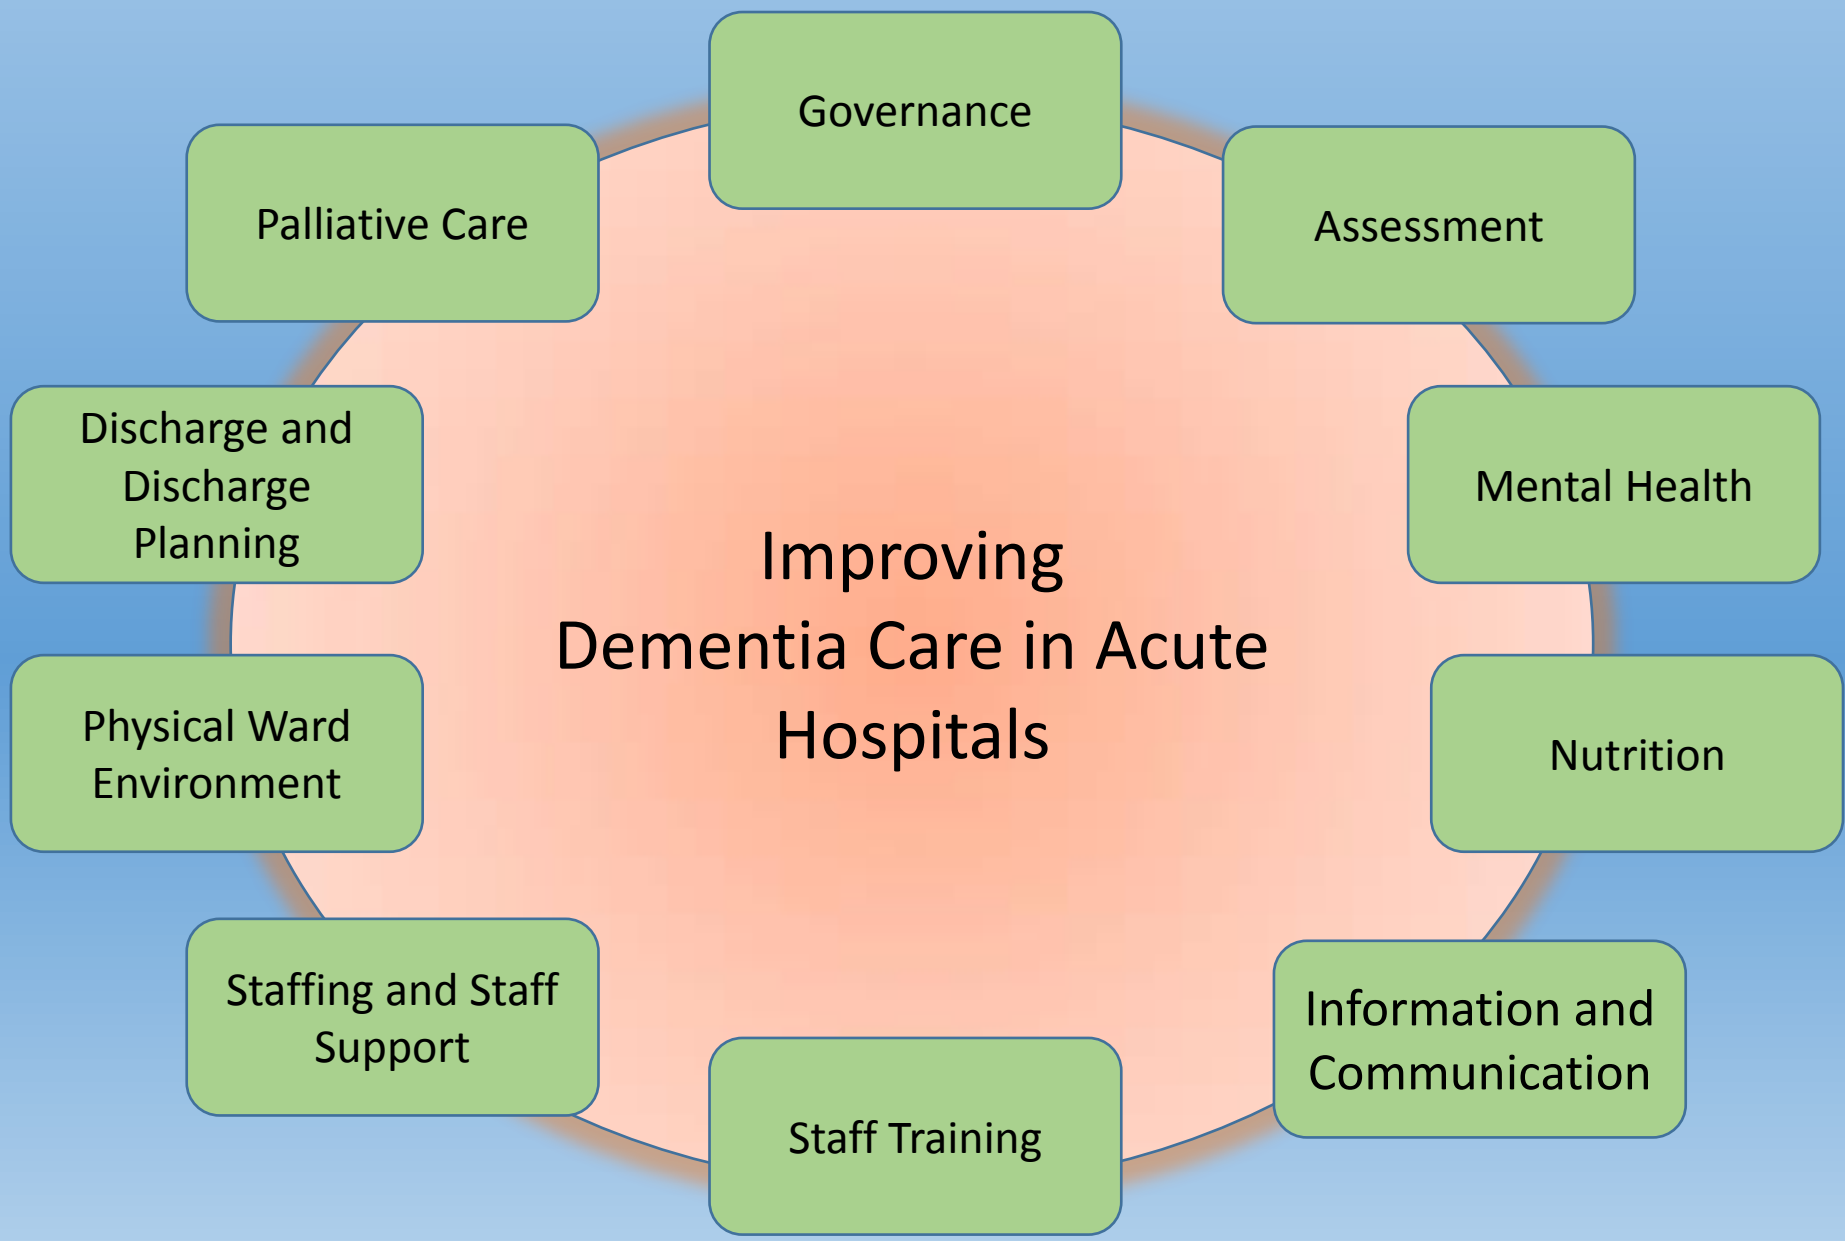 Governance
Palliative Care
Assessment
Discharge and
Discharge
Planning
Mental Health
Improving
Dementia Care in Acute
Hospitals
Physical Ward
Environment
Nutrition
Staffing and Staff
Support
Information and
Communication
Staff Training